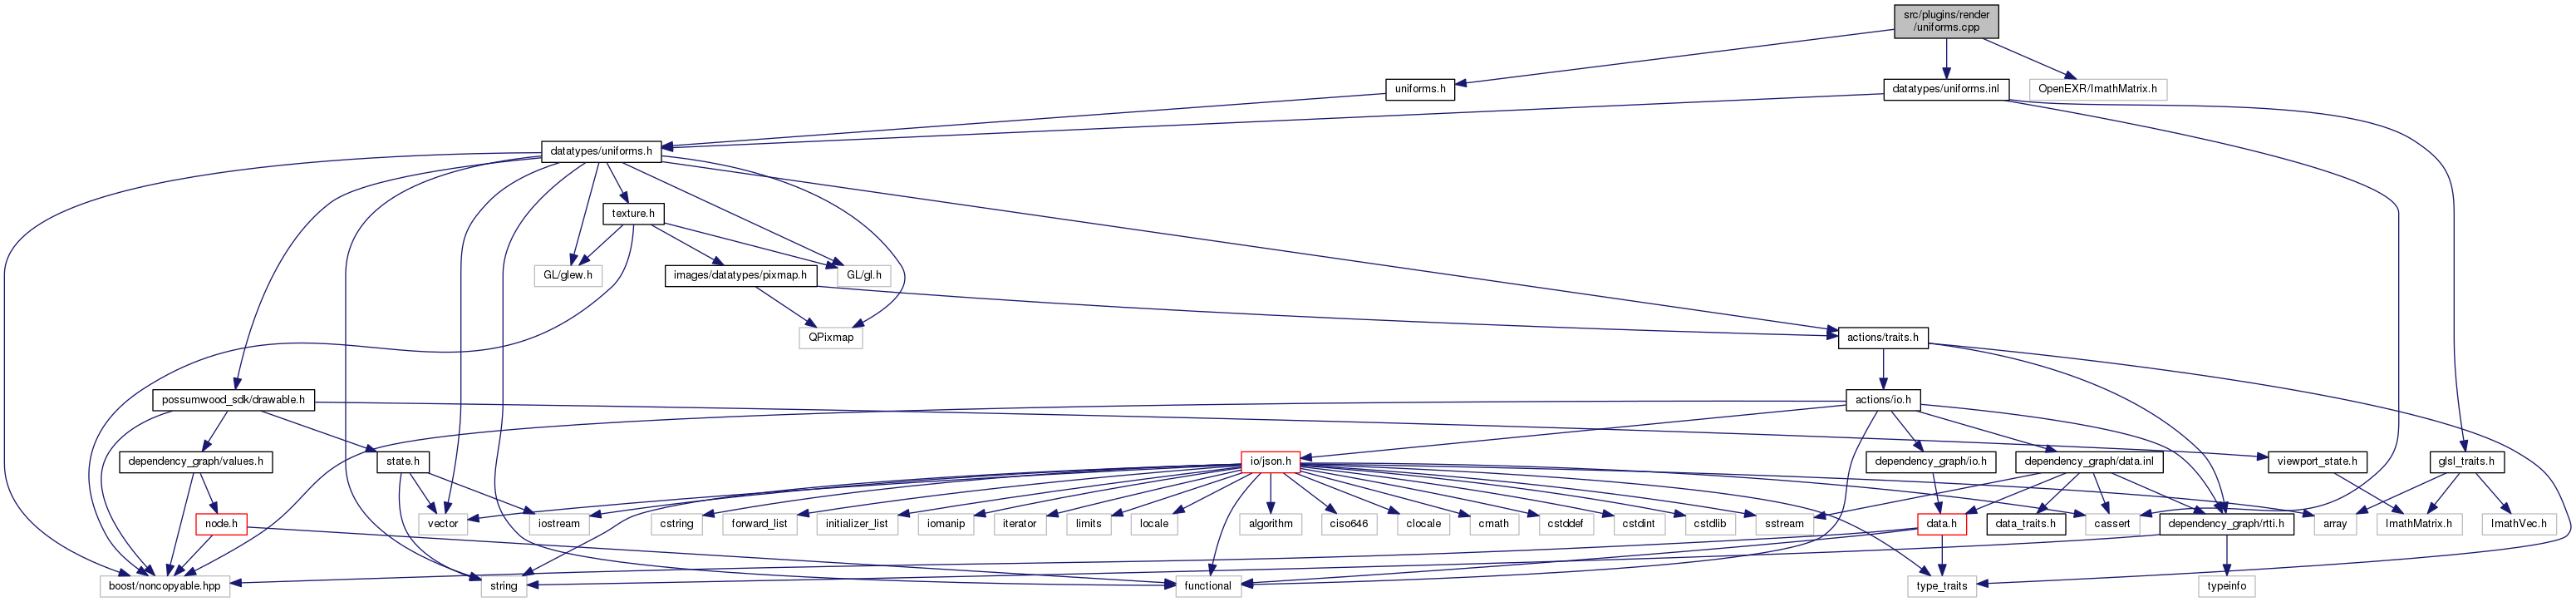 src/plugins/render
/uniforms.cpp
uniforms.h
datatypes/uniforms.inl
OpenEXR/ImathMatrix.h
datatypes/uniforms.h
texture.h
GL/glew.h
images/datatypes/pixmap.h
GL/gl.h
QPixmap
actions/traits.h
possumwood_sdk/drawable.h
actions/io.h
dependency_graph/values.h
state.h
io/json.h
dependency_graph/io.h
dependency_graph/data.inl
viewport_state.h
glsl_traits.h
node.h
vector
iostream
cstring
forward_list
initializer_list
iomanip
iterator
limits
locale
algorithm
ciso646
clocale
cmath
cstddef
cstdint
cstdlib
sstream
data.h
data_traits.h
cassert
dependency_graph/rtti.h
array
ImathMatrix.h
ImathVec.h
boost/noncopyable.hpp
string
functional
type_traits
typeinfo